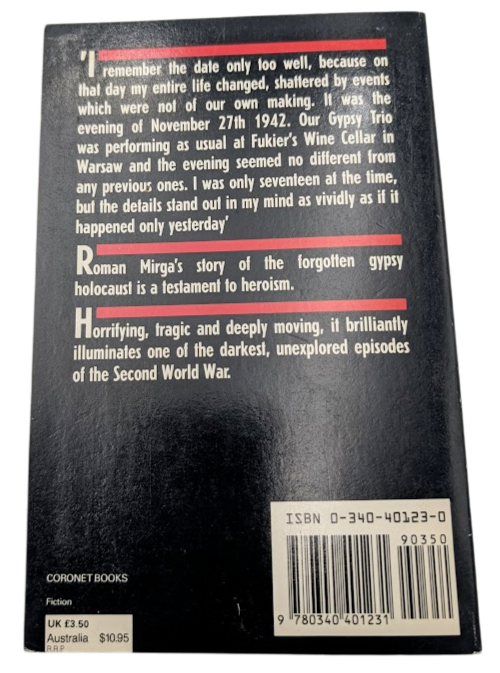 'I remember the date only too well, because on
that day my entire life changed, shattered by events
which were not of our own making. It was the
evening of November 27th 1942. Our Gypsy Trio
was performing as usual at Fukier's Wine Cellar in
Warsaw and the evening seemed no different from
any previous ones. I was only seventeen at the time,
but the details stand out in my mind as vividly as if it
happened only yesterday'
Roman Mirga's story of the forgotten gypsy
holocaust is a testament to heroism.
Horrifying, tragic and deeply moving, it brilliantly
illuminates one of the darkest, unexplored episodes
of the Second World War.
ISBN 0-340-40123-0
90350
9 780340 401231
CORONET BOOKS
Fiction
UK £3.50
Australia $10.95
R.R.P.